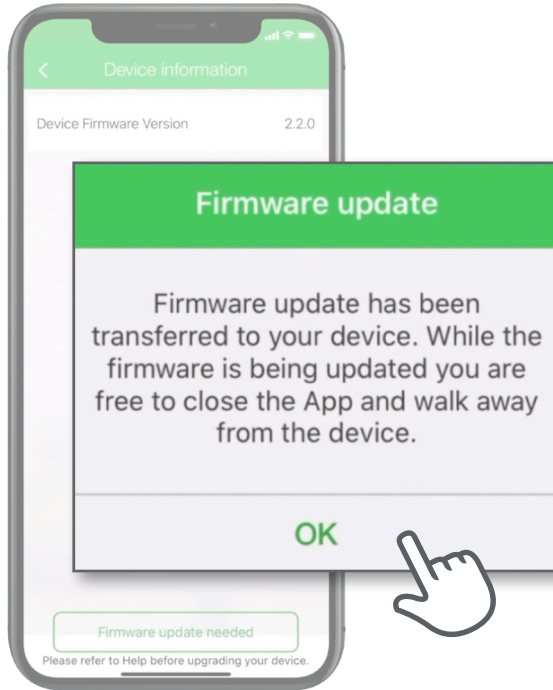 Device information
Device Firmware Version 2.2.0
Firmware update
Firmware update has been
transferred to your device. While the
firmware is being updated you are
free to close the App and walk away
from the device.
OK
Firmware update needed
Please refer to Help before upgrading your device.